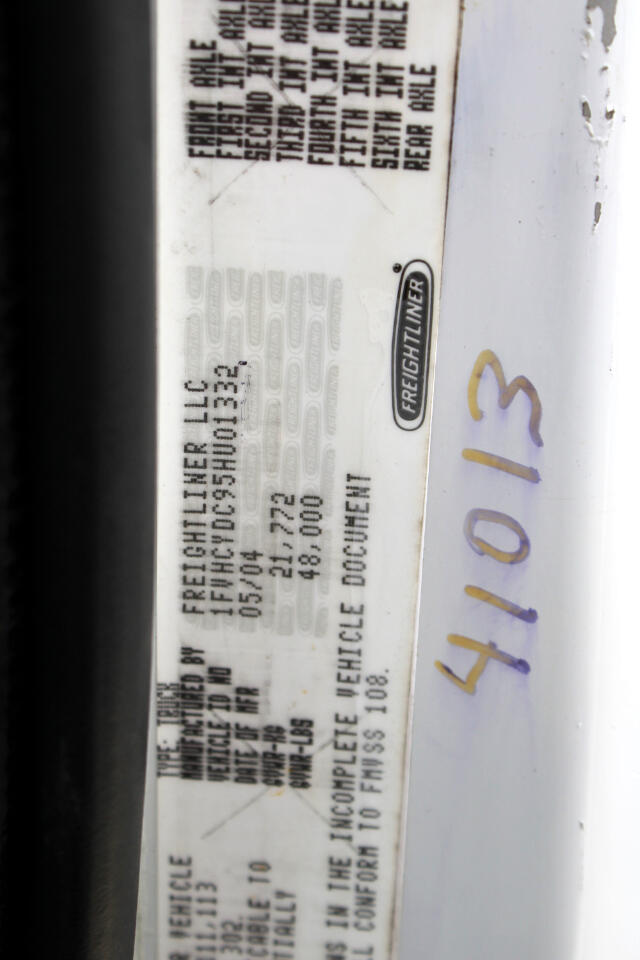 R VEHICLE
111,113
302.
CABLE TO
TIALLY
TYPE: TRUCK
MANUFACTURED BY FREIGHTLINER LLC
VEHICLE ID NO 1FVHCYDC95HU01332
DATE OF MFR 05/04
GVWR-KG 21,772
GVWR-LBS 48,000
NS IN THE INCOMPLETE VEHICLE DOCUMENT
L CONFORM TO FMVSS 108.
FREIGHTLINER
FRONT AXLE
FIRST INT AXLE
SECOND INT AXLE
THIRD INT AXLE
FOURTH INT AXLE
FIFTH INT AXLE
SIXTH INT AXLE
REAR AXLE
41013